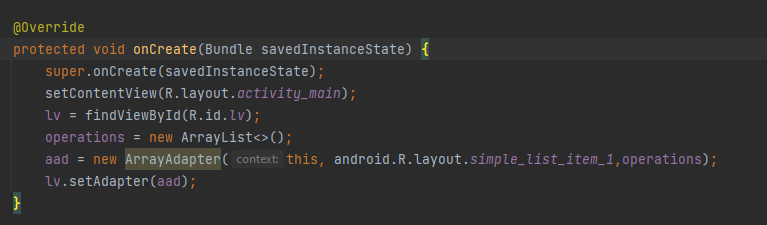 @Override
protected void onCreate(Bundle savedInstanceState) {
super.onCreate(savedInstanceState);
setContentView(R.layout.activity_main);
lv = findViewById(R.id.lv);
operations = new ArrayList<>();
aad = new ArrayAdapter( context: this, android.R.layout.simple_list_item_1,operations);
lv.setAdapter(aad);
}